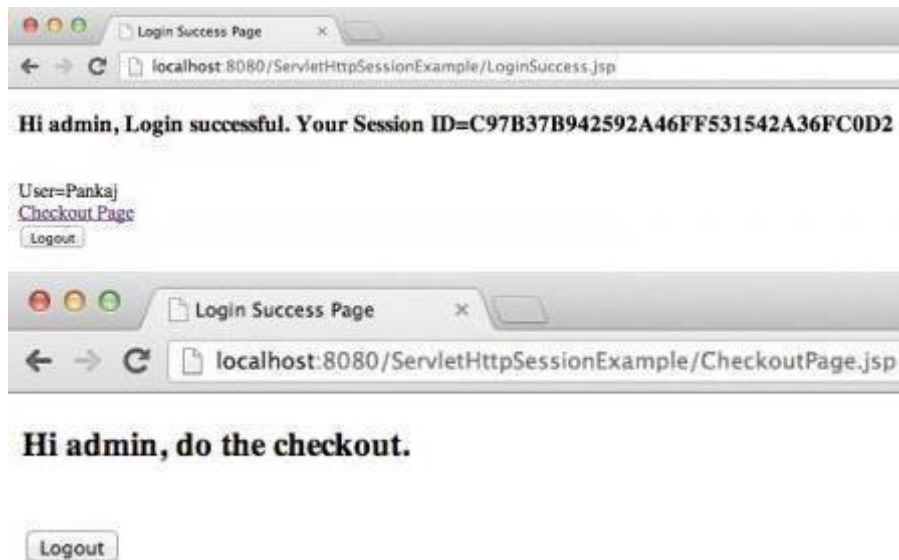 Login Success Page
localhost:8080/ServletHttpSessionExample/LoginSuccess.jsp
Hi admin, Login successful. Your Session ID=C97B37B942592A46FF531542A36FC0D2
User=Pankaj
Checkout Page
Logout
Login Success Page
localhost:8080/ServletHttpSessionExample/CheckoutPage.jsp
Hi admin, do the checkout.
Logout